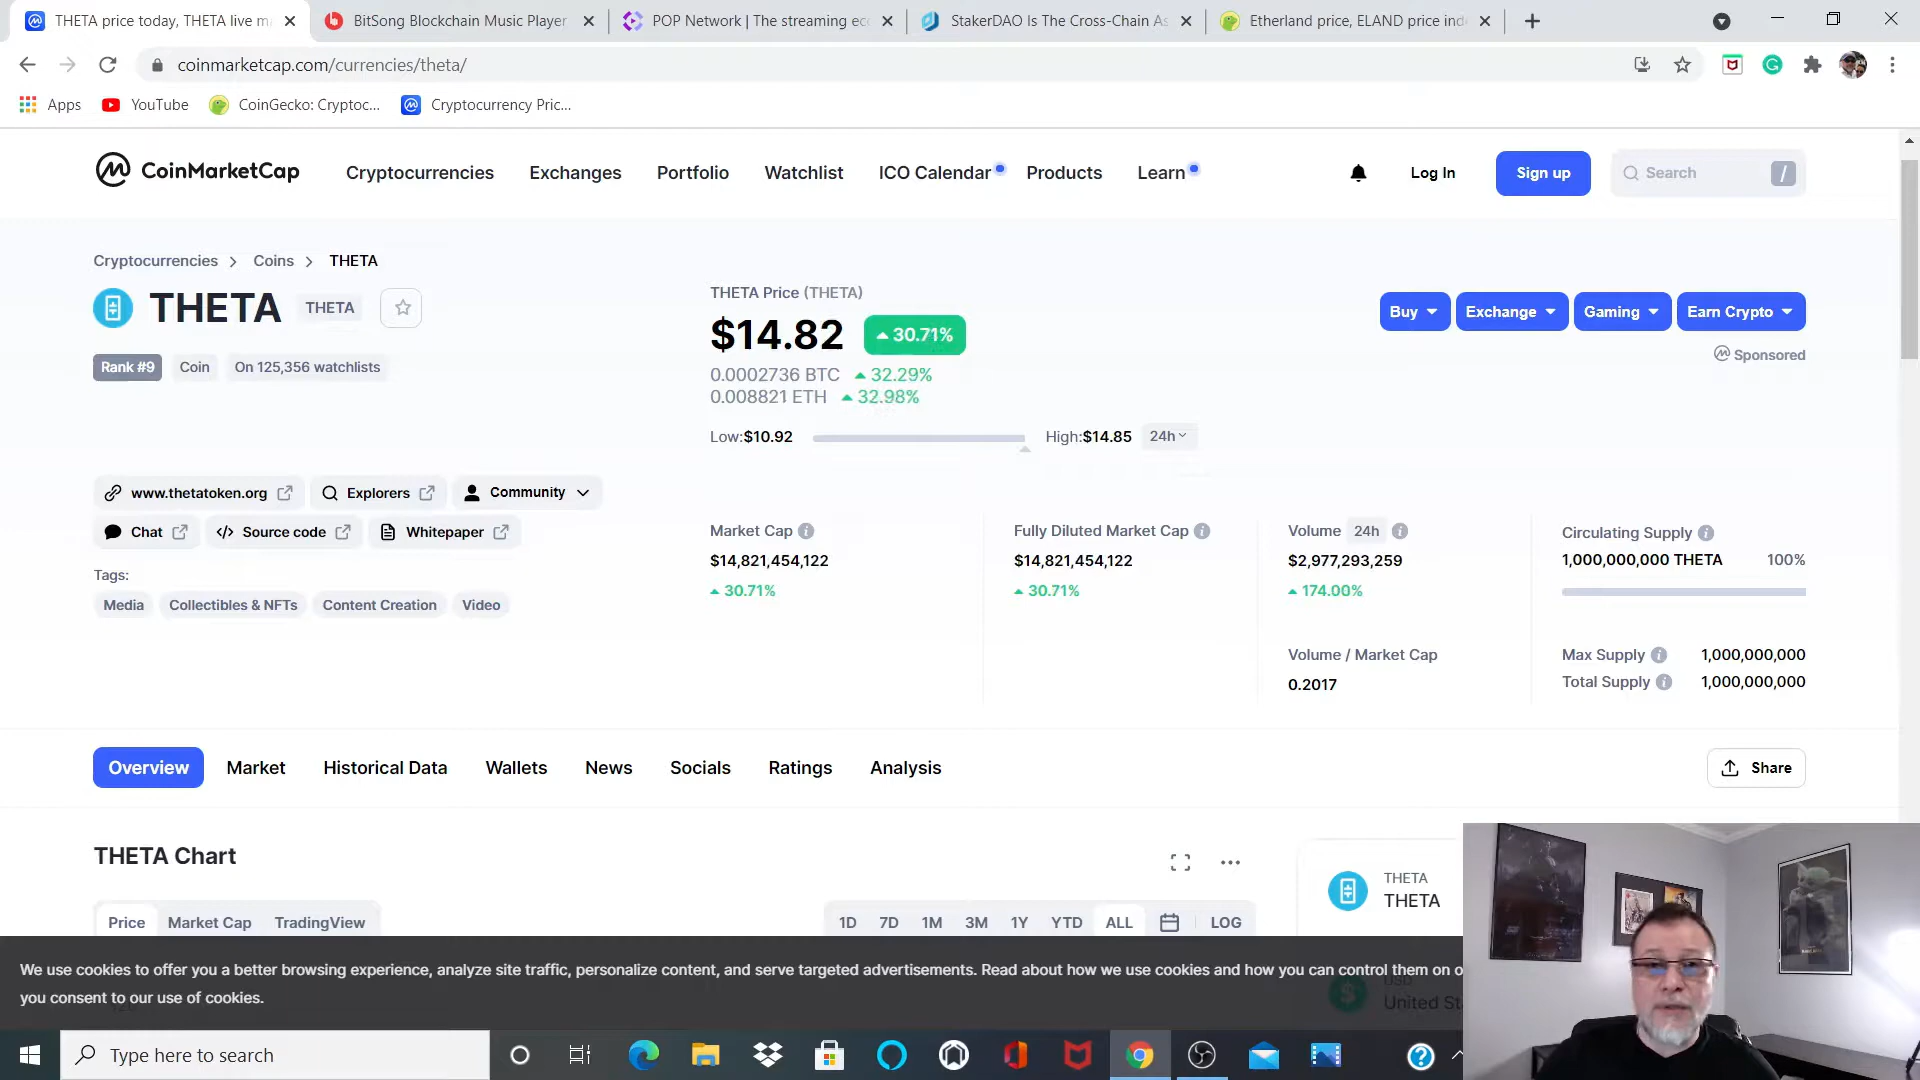 THETA price today, THETA live m
BitSong Blockchain Music Player
POP Network | The streaming ec
StakerDAO Is The Cross-Chain As
Etherland price, ELAND price ind
coinmarketcap.com/currencies/theta/
Apps
YouTube
CoinGecko: Cryptoc...
Cryptocurrency Pric...
CoinMarketCap
Cryptocurrencies
Exchanges
Portfolio
Watchlist
ICO Calendar
Products
Learn
Log In
Sign up
Search
/
Cryptocurrencies > Coins > THETA
THETA
THETA
Rank #9
Coin
On 125,356 watchlists
THETA Price (THETA)
$14.82
30.71%
0.0002736 BTC 32.29%
0.008821 ETH 32.98%
Low:$10.92
High:$14.85
24h
Buy
Exchange
Gaming
Earn Crypto
Sponsored
www.thetatoken.org
Explorers
Community
Chat
Source code
Whitepaper
Tags:
Media
Collectibles & NFTs
Content Creation
Video
Market Cap
$14,821,454,122
30.71%
Fully Diluted Market Cap
$14,821,454,122
30.71%
Volume 24h
$2,977,293,259
174.00%
Volume / Market Cap
0.2017
Circulating Supply
1,000,000,000 THETA 100%
Max Supply 1,000,000,000
Total Supply 1,000,000,000
Overview
Market
Historical Data
Wallets
News
Socials
Ratings
Analysis
Share
THETA Chart
Price
Market Cap
TradingView
1D
7D
1M
3M
1Y
YTD
ALL
LOG
THETA
THETA
USD
United St
We use cookies to offer you a better browsing experience, analyze site traffic, personalize content, and serve targeted advertisements. Read about how we use cookies and how you can control them on o
you consent to our use of cookies.
Type here to search